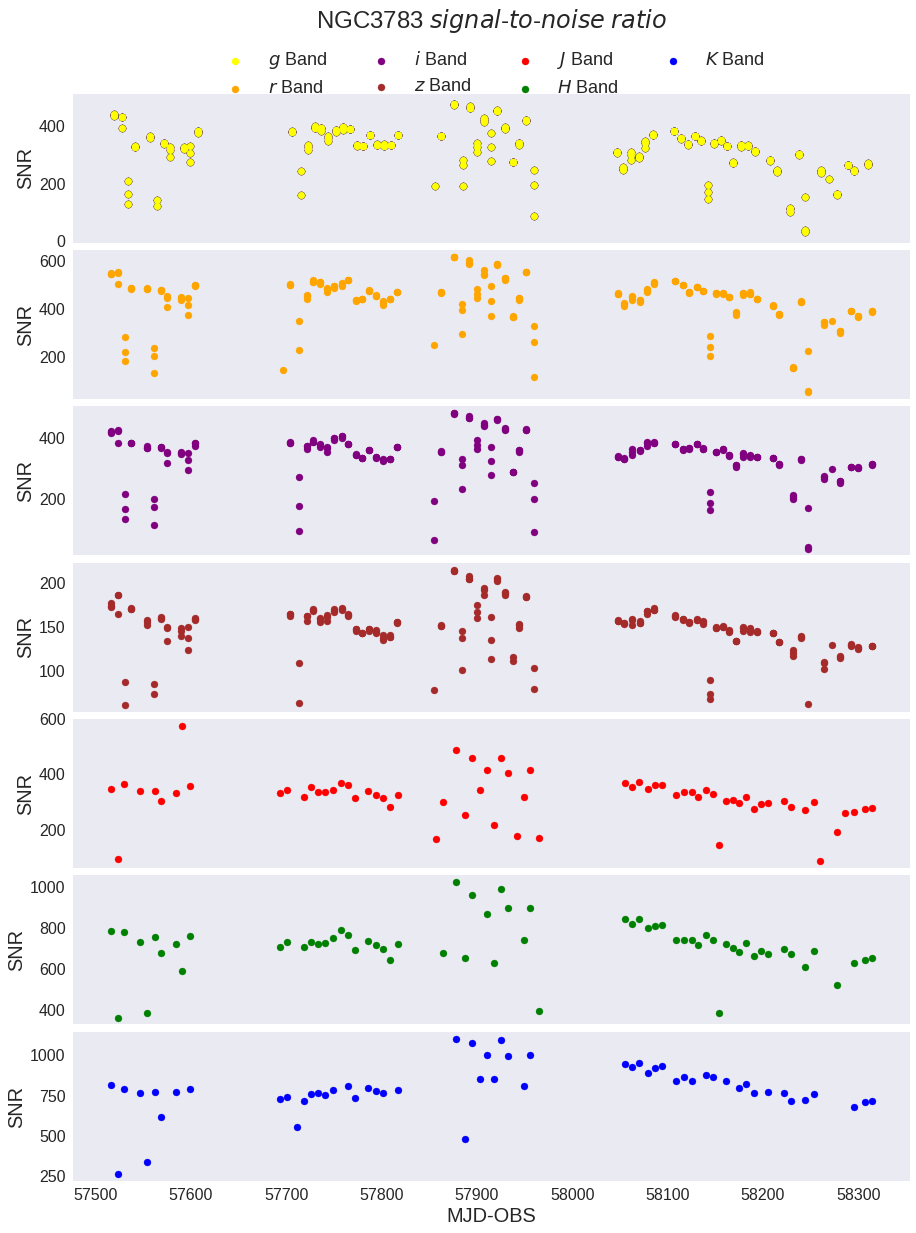 NGC3783 signal-to-noise ratio
g Band i Band J Band K Band
r Band z Band H Band
SNR
400
200
0
SNR
600
400
200
SNR
400
200
SNR
200
150
100
SNR
600
400
200
SNR
1000
800
600
400
SNR
1000
750
500
250
57500 57600 57700 57800 57900 58000 58100 58200 58300
MJD-OBS